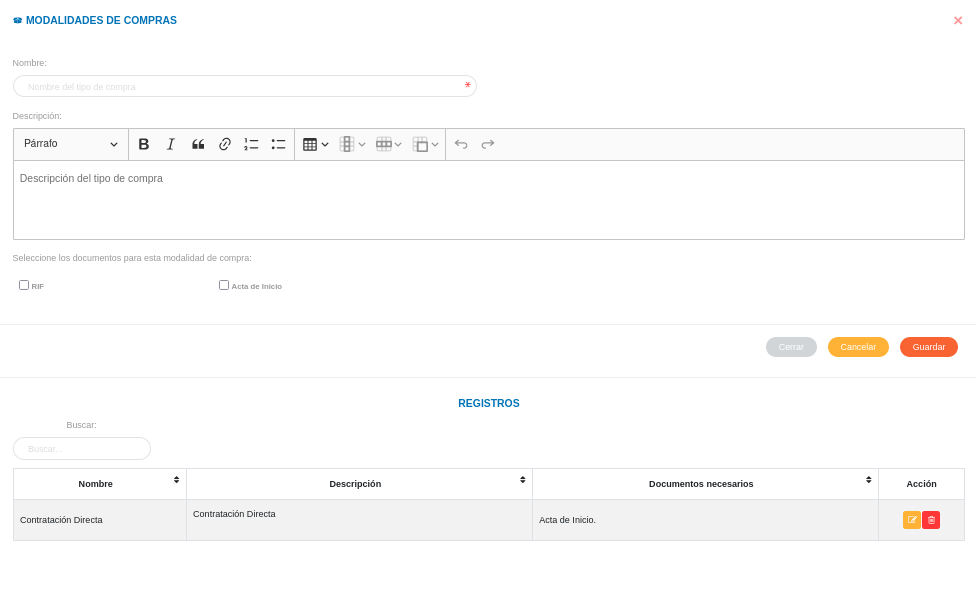 MODALIDADES DE COMPRAS
Nombre:
Nombre del tipo de compra
Descripción:
Párrafo
Descripción del tipo de compra
Seleccione los documentos para esta modalidad de compra:
RIF
Acta de Inicio
Cerrar Cancelar Guardar
REGISTROS
Buscar:
Buscar...
Nombre Descripción Documentos necesarios Acción
Contratación Directa Contratación Directa Acta de Inicio.